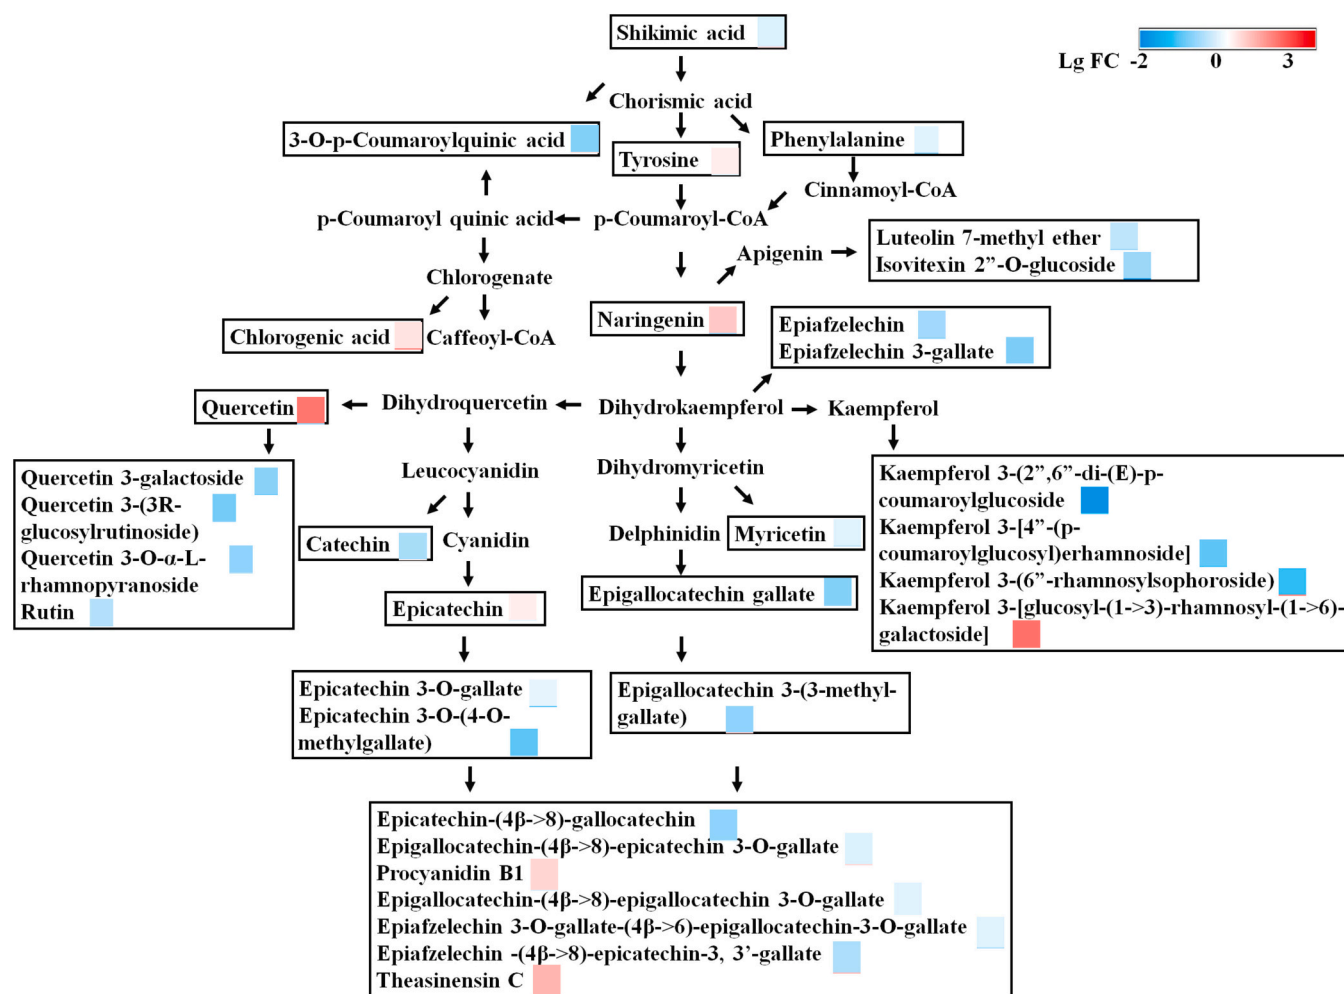 Shikimic acid
Lg FC -2 0 3
Chorismic acid
3-O-p-Coumaroylquinic acid
Tyrosine
Phenylalanine
Cinnamoyl-CoA
p-Coumaroyl quinic acid
p-Coumaroyl-CoA
Apigenin
Luteolin 7-methyl ether
Isovitexin 2”-O-glucoside
Chlorogenate
Chlorogenic acid
Caffeoyl-CoA
Naringenin
Epiafzelechin
Epiafzelechin 3-gallate
Quercetin
Dihydroquercetin
Dihydrokaempferol
Kaempferol
Quercetin 3-galactoside
Quercetin 3-(3R-
glucosylrutinoside)
Quercetin 3-O-α-L-
rhamnopyranoside
Rutin
Leucocyanidin
Catechin
Cyanidin
Epicatechin
Dihydromyricetin
Delphinidin
Myricetin
Epigallocatechin gallate
Kaempferol 3-(2”,6”-di-(E)-p-
coumaroylglucoside
Kaempferol 3-[4”-(p-
coumaroylglucosyl)erhamnoside]
Kaempferol 3-(6”-rhamnosylsophoroside)
Kaempferol 3-[glucosyl-(1->3)-rhamnosyl-(1->6)-
galactoside]
Epicatechin 3-O-gallate
Epicatechin 3-O-(4-O-
methylgallate)
Epigallocatechin 3-(3-methyl-
gallate)
Epicatechin-(4β->8)-gallocatechin
Epigallocatechin-(4β->8)-epicatechin 3-O-gallate
Procyanidin B1
Epigallocatechin-(4β->8)-epigallocatechin 3-O-gallate
Epiafzelechin 3-O-gallate-(4β->6)-epigallocatechin-3-O-gallate
Epiafzelechin -(4β->8)-epicatechin-3, 3’-gallate
Theasinensin C